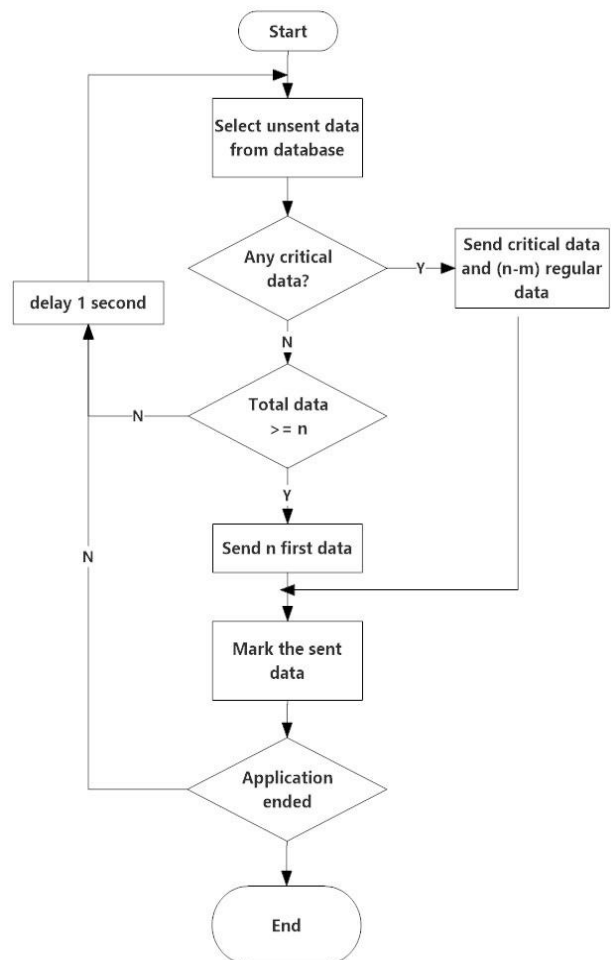 Start
Select unsent data
from database
Any critical
data?
Y
Send critical data
and (n-m) regular
data
delay 1 second
N
N
Total data
>= n
Y
Send n first data
N
Mark the sent
data
Application
ended
End